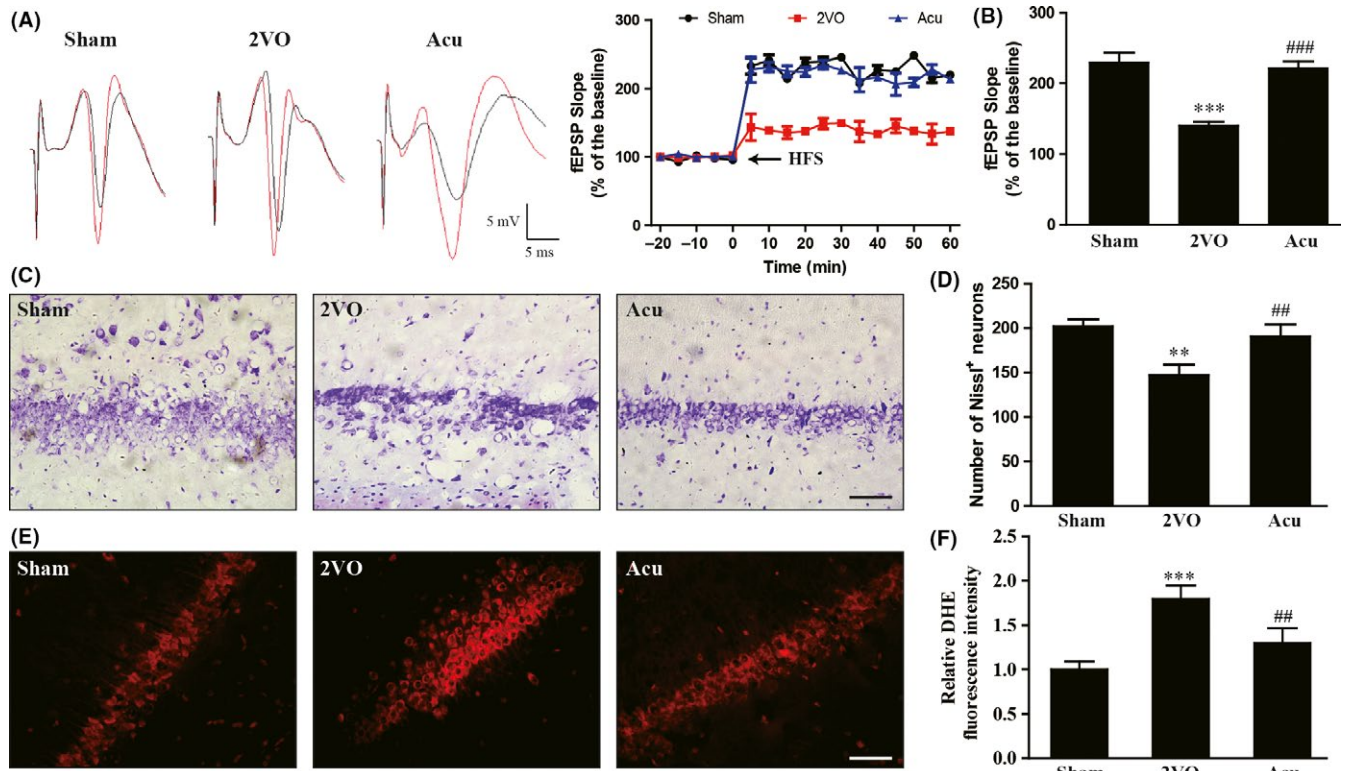 (A)
Sham
2VO
Acu
5 mV
5 ms
Sham
2VO
Acu
fEPSP Slope
(% of the baseline)
300
200
100
0
HFS
–20
–10
0
10
20
30
40
50
60
Time (min)
(B)
fEPSP Slope
(% of the baseline)
300
200
100
0
***
###
Sham
2VO
Acu
(C)
Sham
2VO
Acu
(D)
Number of Nissl+ neurons
250
200
150
100
50
0
**
##
Sham
2VO
Acu
(E)
Sham
2VO
Acu
(F)
Relative DHE
fluorescence intensity
2.5
2.0
1.5
1.0
0.5
0.0
***
##
Sham
2VO
Acu